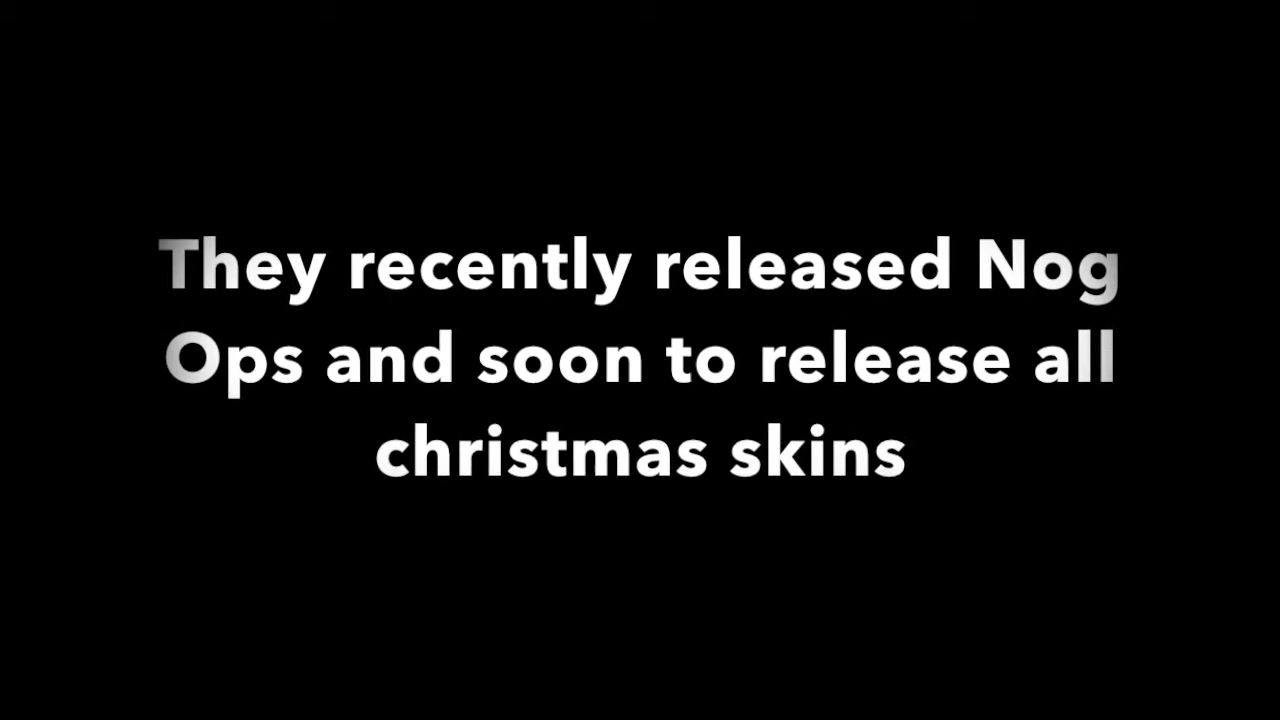 They recently released Nog
Ops and soon to release all
christmas skins